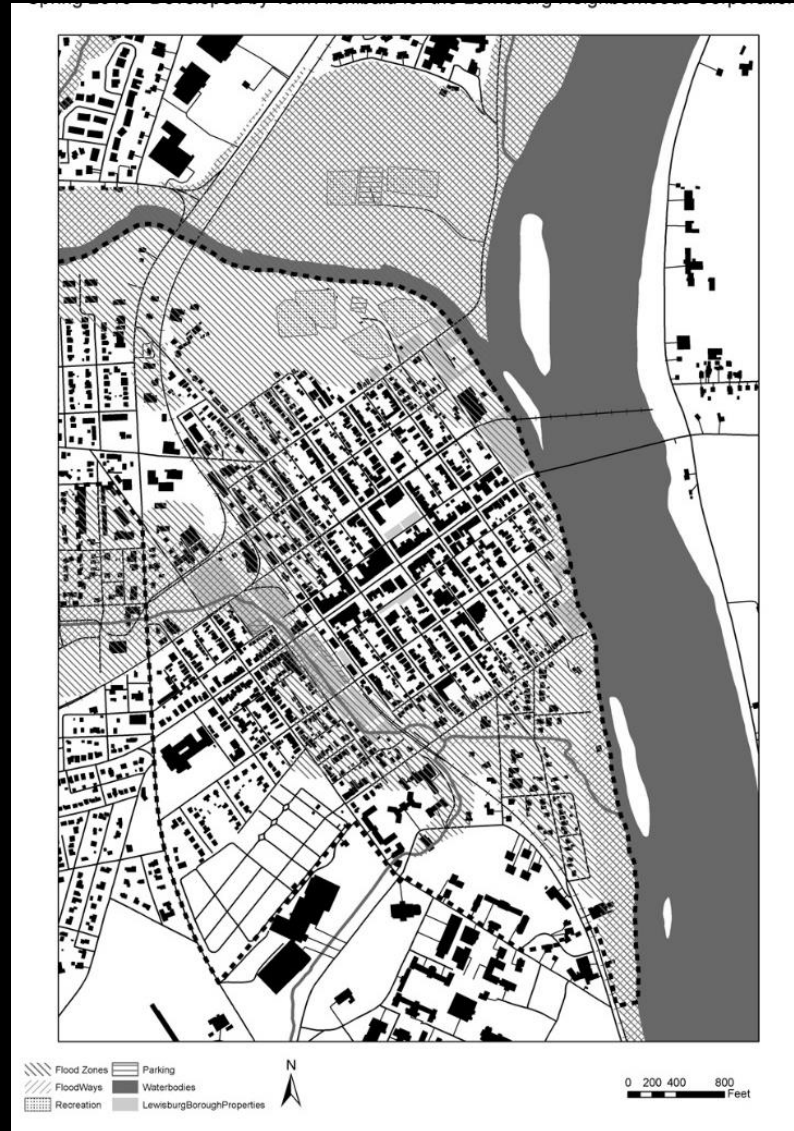 Flood Zones
Parking
FloodWays
Waterbodies
Recreation
LewisburgBoroughProperties
N
0 200 400 800
Feet